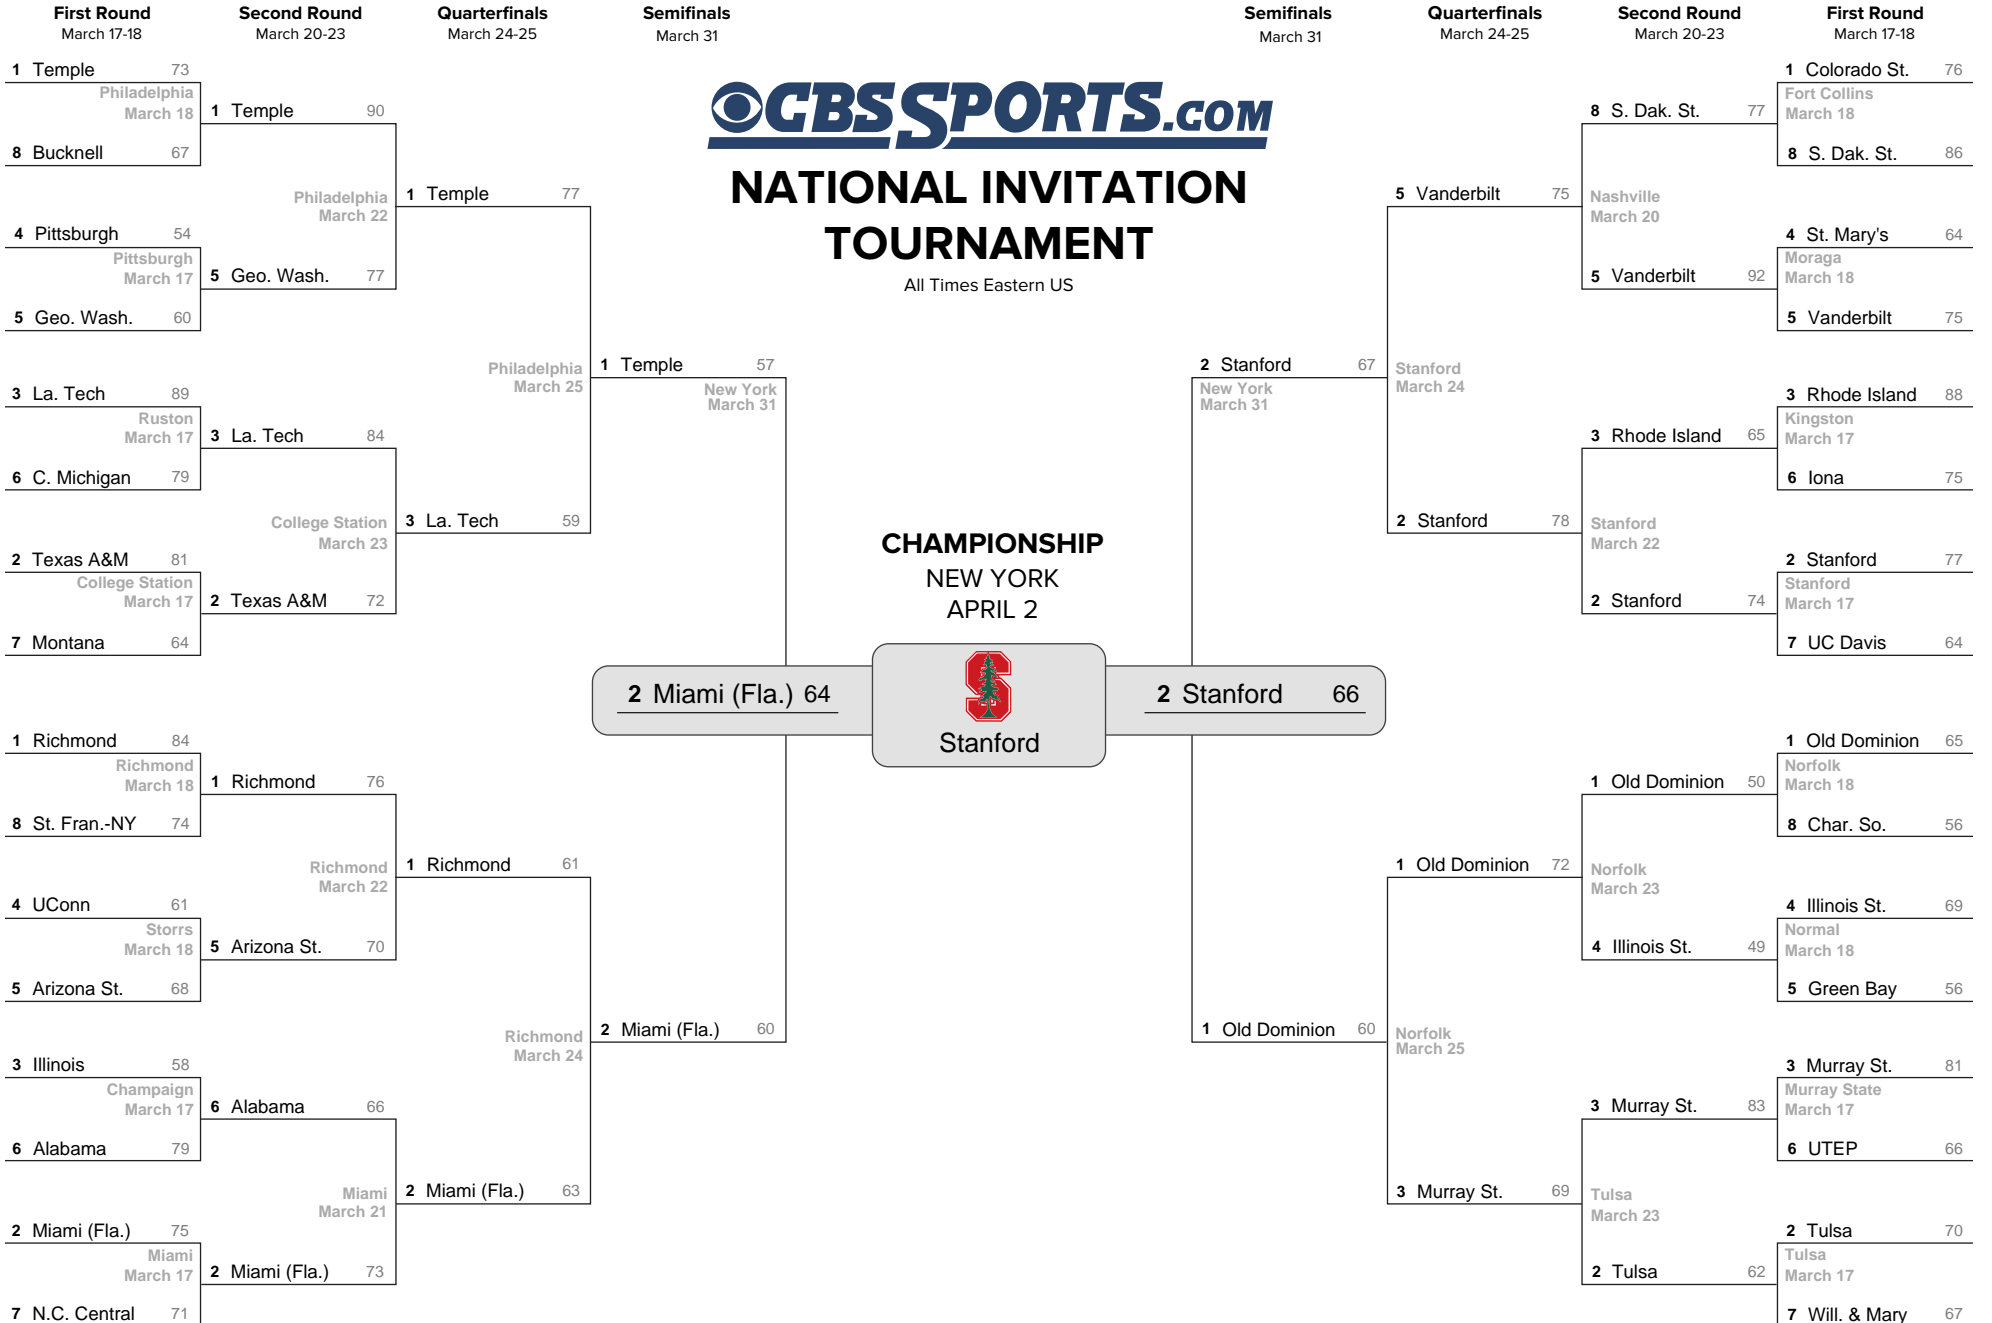 First Round
March 17-18
Second Round
March 20-23
Quarterfinals
March 24-25
Semifinals
March 31
Semifinals
March 31
Quarterfinals
March 24-25
Second Round
March 20-23
First Round
March 17-18
CBSSPORTS.COM
NATIONAL INVITATION
TOURNAMENT
All Times Eastern US
1 Temple 73
Philadelphia
March 18
8 Bucknell 67
4 Pittsburgh 54
Pittsburgh
March 17
5 Geo. Wash. 60
3 La. Tech 89
Ruston
March 17
6 C. Michigan 79
2 Texas A&M 81
College Station
March 17
7 Montana 64
1 Richmond 84
Richmond
March 18
8 St. Fran.-NY 74
4 UConn 61
Storrs
March 18
5 Arizona St. 68
3 Illinois 58
Champaign
March 17
6 Alabama 79
2 Miami (Fla.) 75
Miami
March 17
7 N.C. Central 71
1 Temple 90
Philadelphia
March 22
5 Geo. Wash. 77
3 La. Tech 84
College Station
March 23
2 Texas A&M 72
1 Richmond 76
Richmond
March 22
5 Arizona St. 70
6 Alabama 66
Miami
March 21
2 Miami (Fla.) 73
1 Temple 77
Philadelphia
March 25
3 La. Tech 59
1 Richmond 61
Richmond
March 24
2 Miami (Fla.) 63
1 Temple 57
New York
March 31
2 Miami (Fla.) 60
CHAMPIONSHIP
NEW YORK
APRIL 2
2 Miami (Fla.) 64
S
Stanford
2 Stanford 66
2 Stanford 67
New York
March 31
1 Old Dominion 60
5 Vanderbilt 75
Stanford
March 24
2 Stanford 78
1 Old Dominion 72
Norfolk
March 25
3 Murray St. 69
8 S. Dak. St. 77
Nashville
March 20
5 Vanderbilt 92
3 Rhode Island 65
Stanford
March 22
2 Stanford 74
1 Old Dominion 50
Norfolk
March 23
4 Illinois St. 49
3 Murray St. 83
Tulsa
March 23
2 Tulsa 62
1 Colorado St. 76
Fort Collins
March 18
8 S. Dak. St. 86
4 St. Mary's 64
Moraga
March 18
5 Vanderbilt 75
3 Rhode Island 88
Kingston
March 17
6 Iona 75
2 Stanford 77
Stanford
March 17
7 UC Davis 64
1 Old Dominion 65
Norfolk
March 18
8 Char. So. 56
4 Illinois St. 69
Normal
March 18
5 Green Bay 56
3 Murray St. 81
Murray State
March 17
6 UTEP 66
2 Tulsa 70
Tulsa
March 17
7 Will. & Mary 67